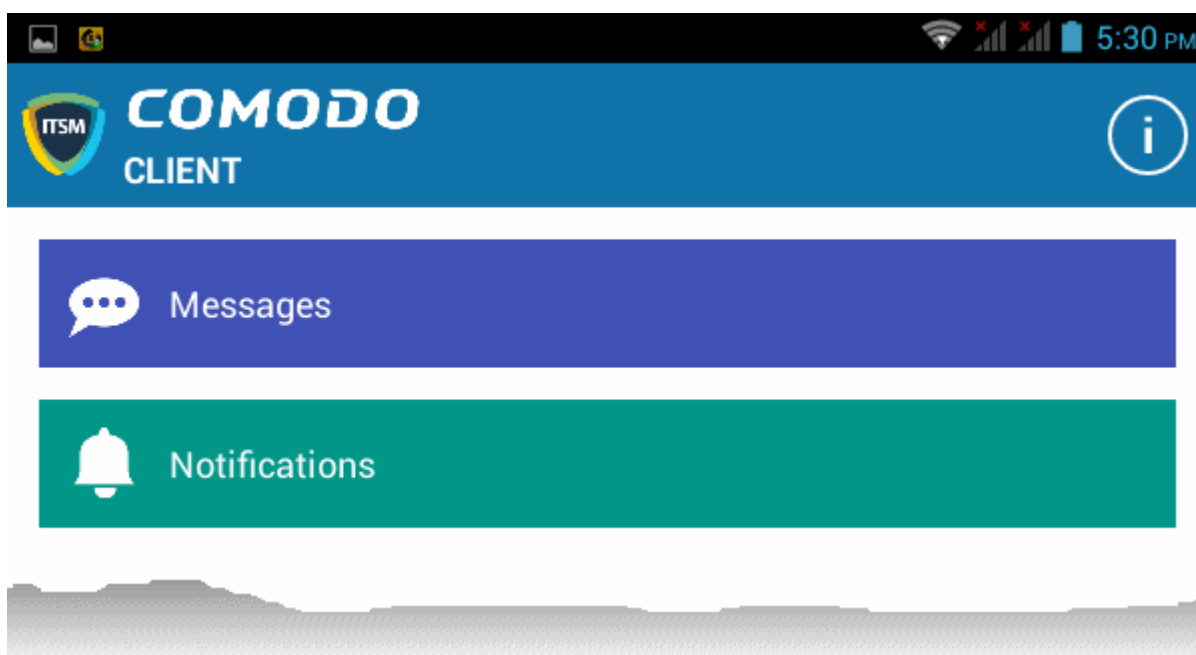 5:30 PM
ITSM
COMODO
CLIENT
i
Messages
Notifications